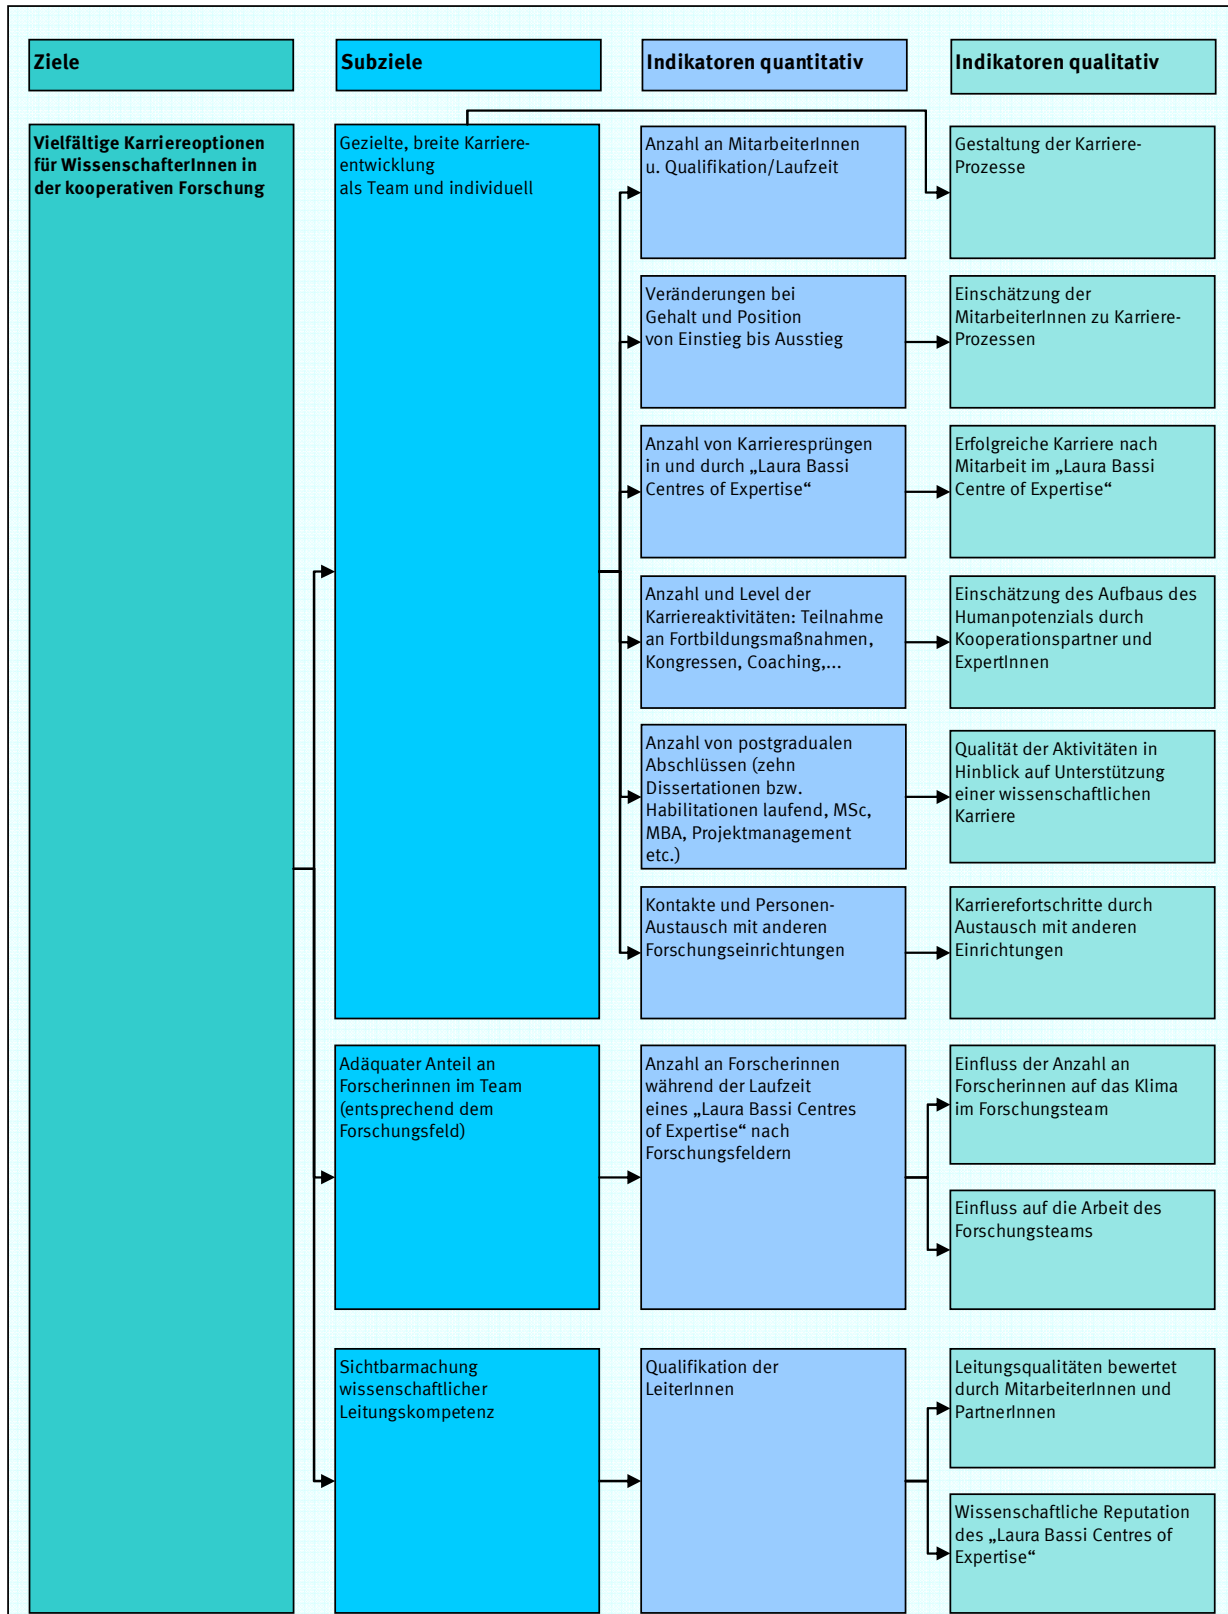 Ziele
Subziele
Indikatoren quantitativ
Indikatoren qualitativ
Vielfältige Karriereoptionen
für WissenschafterInnen in
der kooperativen Forschung
Gezielte, breite Karriere-
entwicklung
als Team und individuell
Anzahl an MitarbeiterInnen
u. Qualifikation/Laufzeit
Gestaltung der Karriere-
Prozesse
Veränderungen bei
Gehalt und Position
von Einstieg bis Ausstieg
Einschätzung der
MitarbeiterInnen zu Karriere-
Prozessen
Anzahl von Karrieresprüngen
in und durch „Laura Bassi
Centres of Expertise“
Erfolgreiche Karriere nach
Mitarbeit im „Laura Bassi
Centre of Expertise“
Anzahl und Level der
Karriereaktivitäten: Teilnahme
an Fortbildungsmaßnahmen,
Kongressen, Coaching,...
Einschätzung des Aufbaus des
Humanpotenzials durch
Kooperationspartner und
ExpertInnen
Anzahl von postgradualen
Abschlüssen (zehn
Dissertationen bzw.
Habilitationen laufend, MSc,
MBA, Projektmanagement
etc.)
Qualität der Aktivitäten in
Hinblick auf Unterstützung
einer wissenschaftlichen
Karriere
Kontakte und Personen-
Austausch mit anderen
Forschungseinrichtungen
Karrierefortschritte durch
Austausch mit anderen
Einrichtungen
Adäquater Anteil an
Forscherinnen im Team
(entsprechend dem
Forschungsfeld)
Anzahl an Forscherinnen
während der Laufzeit
eines „Laura Bassi Centres
of Expertise“ nach
Forschungsfeldern
Einfluss der Anzahl an
Forscherinnen auf das Klima
im Forschungsteam
Einfluss auf die Arbeit des
Forschungsteams
Sichtbarmachung
wissenschaftlicher
Leitungskompetenz
Qualifikation der
LeiterInnen
Leitungsqualitäten bewertet
durch MitarbeiterInnen und
PartnerInnen
Wissenschaftliche Reputation
des „Laura Bassi Centres of
Expertise“